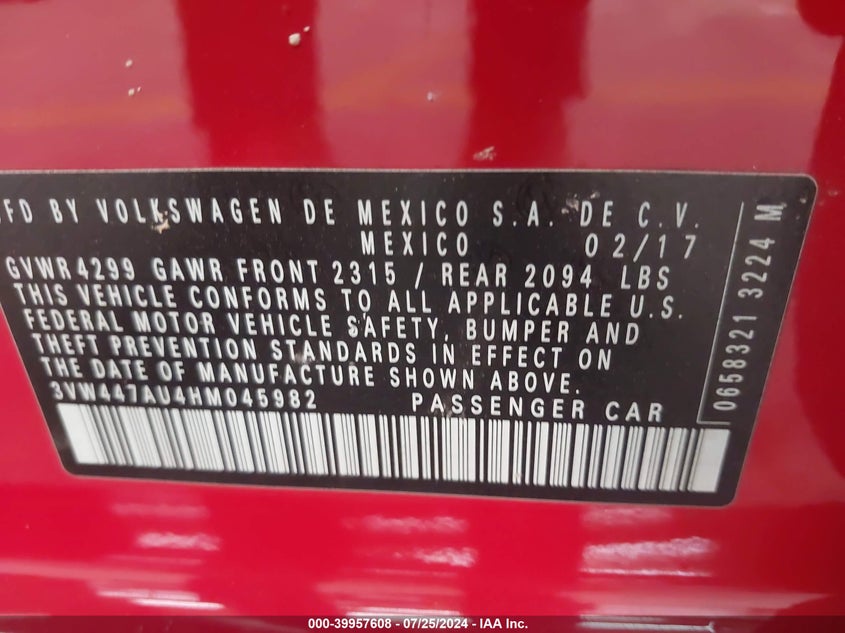 FD BY VOLKSWAGEN DE MEXICO S.A. DE C.V.
MEXICO 02/17
GVWR4299 GAWR FRONT 2315 / REAR 2094 LBS
THIS VEHICLE CONFORMS TO ALL APPLICABLE U.S.
FEDERAL MOTOR VEHICLE SAFETY, BUMPER AND
THEFT PREVENTION STANDARDS IN EFFECT ON
THE DATE OF MANUFACTURE SHOWN ABOVE.
3VW447AU4HM045982 PASSENGER CAR
0658321 3224 M
000-39957608 - 07/25/2024 - IAA Inc.